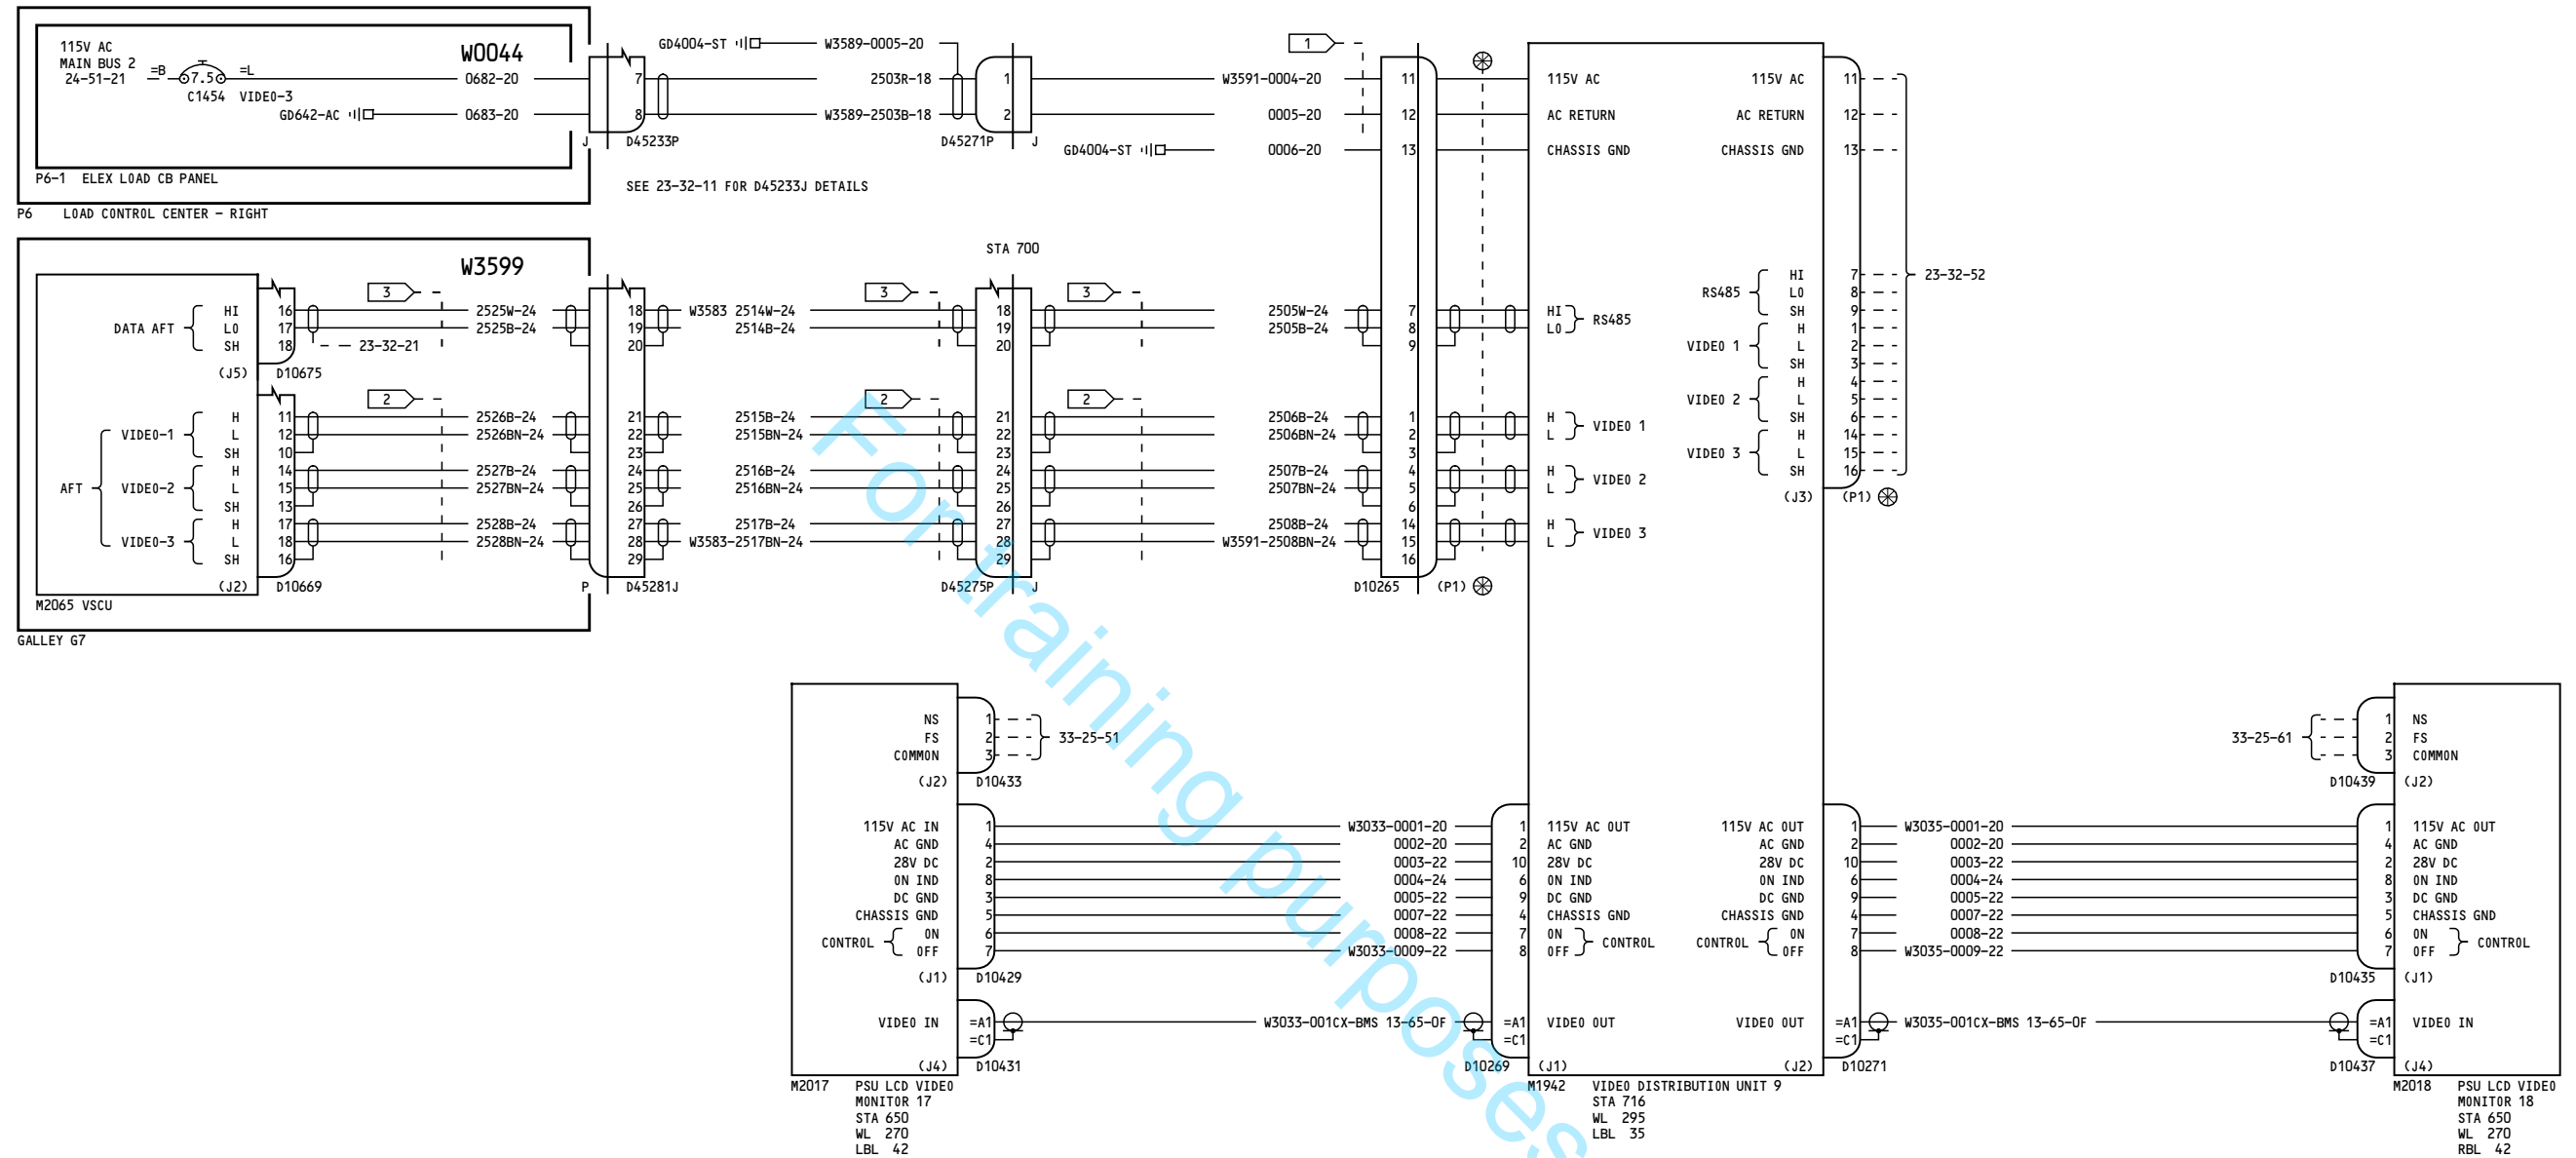 115V AC
MAIN BUS 2
24-51-21
=B
7.5
=L
C1454 VIDEO-3
W0044
0682-20
GD642-AC
0683-20
J
7
8
D45233P
P6-1 ELEX LOAD CB PANEL
P6 LOAD CONTROL CENTER - RIGHT
GD4004-ST
W3589-0005-20
2503R-18
W3589-2503B-18
1
2
D45271P
J
SEE 23-32-11 FOR D45233J DETAILS
1
W3591-0004-20
0005-20
GD4004-ST
0006-20
11
12
13
115V AC
AC RETURN
CHASSIS GND
115V AC
AC RETURN
CHASSIS GND
11
12
13
W3599
STA 700
DATA AFT
HI
LO
SH
16
17
18
23-32-21
(J5)
D10675
3
2525W-24
2525B-24
18
19
20
W3583 2514W-24
2514B-24
3
18
19
20
3
2505W-24
2505B-24
7
8
9
HI
LO
RS485
RS485
HI
LO
SH
7
8
9
23-32-52
VIDEO 1
H
L
SH
1
2
3
VIDEO 2
H
L
SH
4
5
6
VIDEO 3
H
L
SH
14
15
16
(J3)
(P1)
AFT
VIDEO-1
H
L
SH
11
12
10
VIDEO-2
H
L
SH
14
15
13
VIDEO-3
H
L
SH
17
18
16
(J2)
D10669
M2065 VSCU
GALLEY G7
2
2526B-24
2526BN-24
2527B-24
2527BN-24
2528B-24
2528BN-24
21
22
23
24
25
26
27
28
29
P
D45281J
2515B-24
2515BN-24
2516B-24
2516BN-24
2517B-24
W3583-2517BN-24
2
21
22
23
24
25
26
27
28
29
D45275P
J
2
2506B-24
2506BN-24
2507B-24
2507BN-24
2508B-24
W3591-2508BN-24
1
2
3
4
5
6
14
15
16
D10265
(P1)
H
L
VIDEO 1
H
L
VIDEO 2
H
L
VIDEO 3
NS
FS
COMMON
1
2
3
33-25-51
(J2)
D10433
115V AC IN
AC GND
28V DC
ON IND
DC GND
CHASSIS GND
CONTROL
ON
OFF
1
4
2
8
3
5
6
7
(J1)
D10429
VIDEO IN
=A1
=C1
(J4)
D10431
M2017 PSU LCD VIDEO
MONITOR 17
STA 650
WL 270
LBL 42
W3033-0001-20
0002-20
0003-22
0004-24
0005-22
0007-22
0008-22
W3033-0009-22
W3033-001CX-BMS 13-65-0F
1
2
10
6
9
4
7
8
=A1
=C1
D10269
115V AC OUT
AC GND
28V DC
ON IND
DC GND
CHASSIS GND
ON
OFF
CONTROL
VIDEO OUT
(J1)
115V AC OUT
AC GND
28V DC
ON IND
DC GND
CHASSIS GND
CONTROL
ON
OFF
VIDEO OUT
(J2)
M1942 VIDEO DISTRIBUTION UNIT 9
STA 716
WL 295
LBL 35
1
2
10
6
9
4
7
8
=A1
=C1
D10271
W3035-0001-20
0002-20
0003-22
0004-24
0005-22
0007-22
0008-22
W3035-0009-22
W3035-001CX-BMS 13-65-0F
33-25-61
1
2
3
NS
FS
COMMON
D10439
(J2)
1
4
2
8
3
5
6
7
115V AC OUT
AC GND
28V DC
ON IND
DC GND
CHASSIS GND
ON
OFF
CONTROL
D10435
(J1)
=A1
=C1
VIDEO IN
D10437
(J4)
M2018 PSU LCD VIDEO
MONITOR 18
STA 650
WL 270
RBL 42
For training purposes